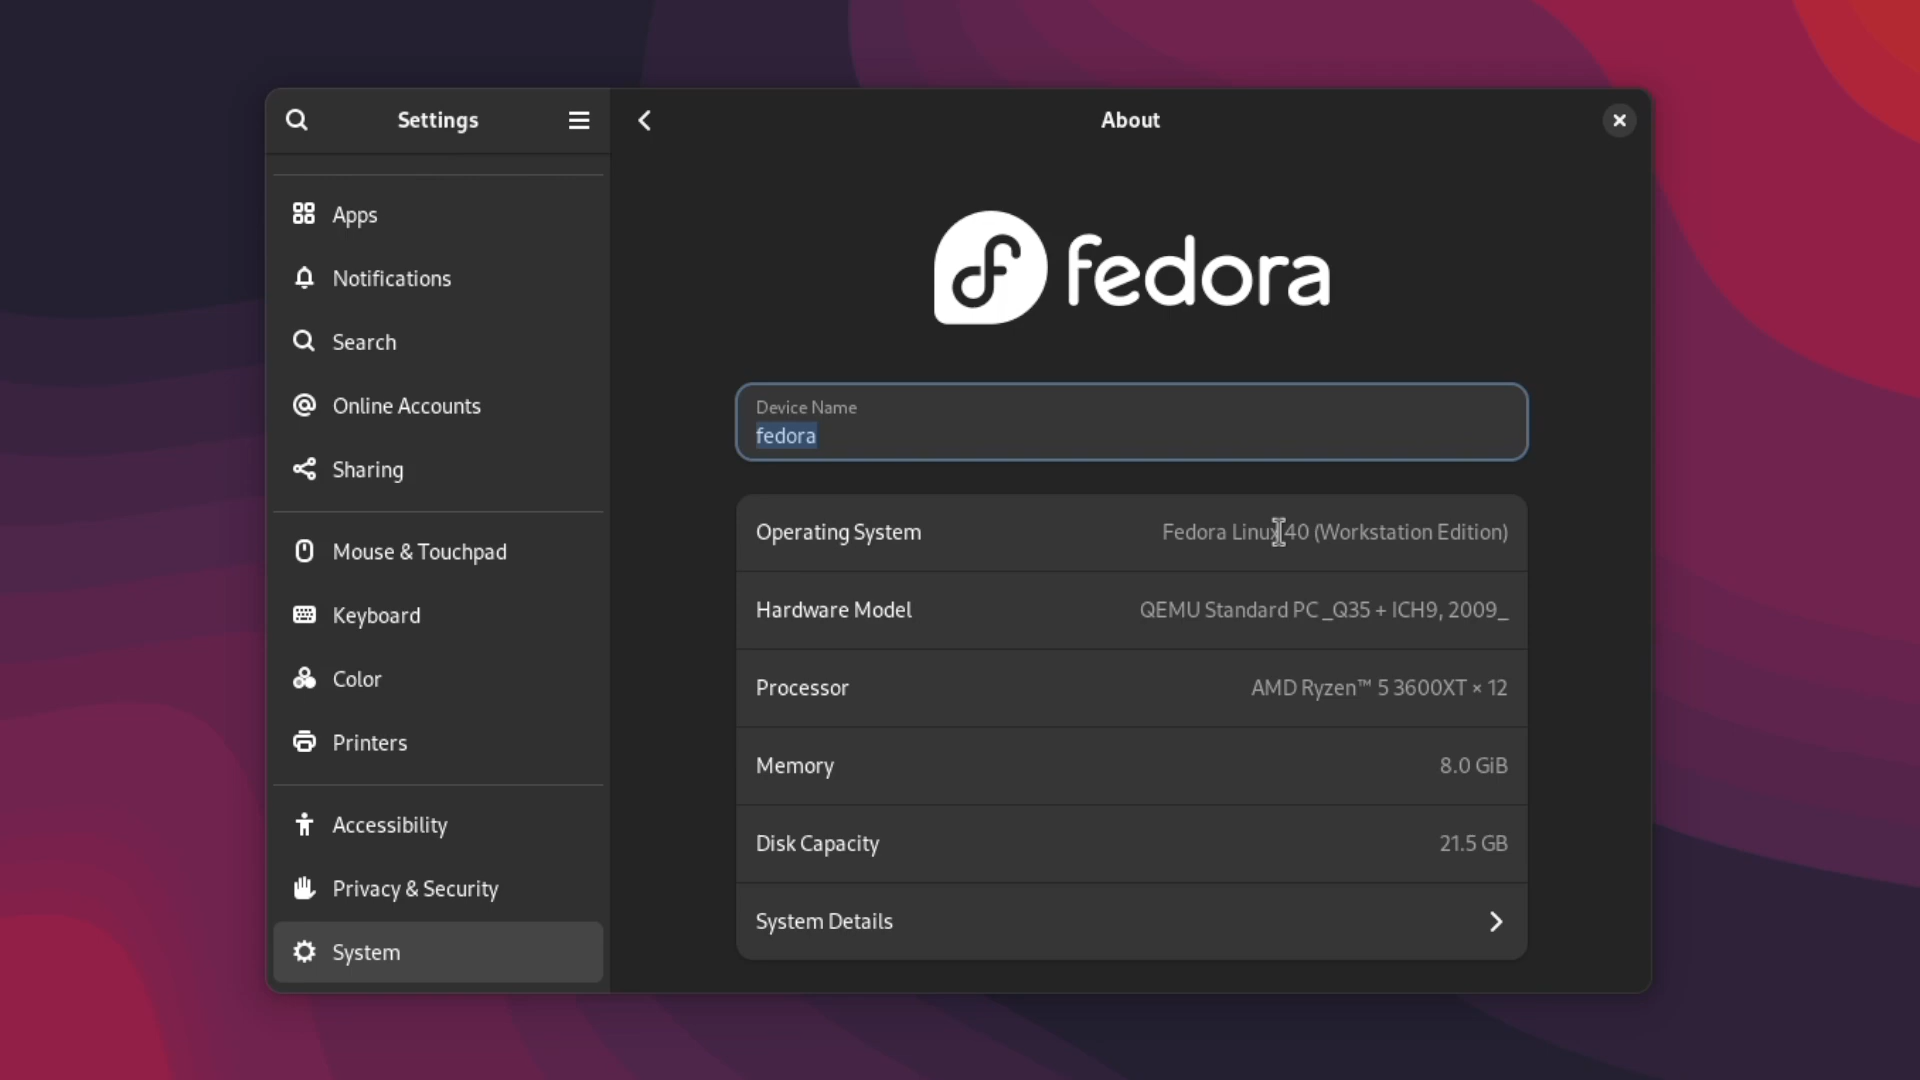 Settings
Apps
Notifications
Search
Online Accounts
Sharing
Mouse & Touchpad
Keyboard
Color
Printers
Accessibility
Privacy & Security
System
About
fedora
Device Name
fedora
Operating System Fedora Linux 40 (Workstation Edition)
Hardware Model QEMU Standard PC _Q35 + ICH9, 2009_
Processor AMD Ryzen™ 5 3600XT × 12
Memory 8.0 GiB
Disk Capacity 21.5 GB
System Details